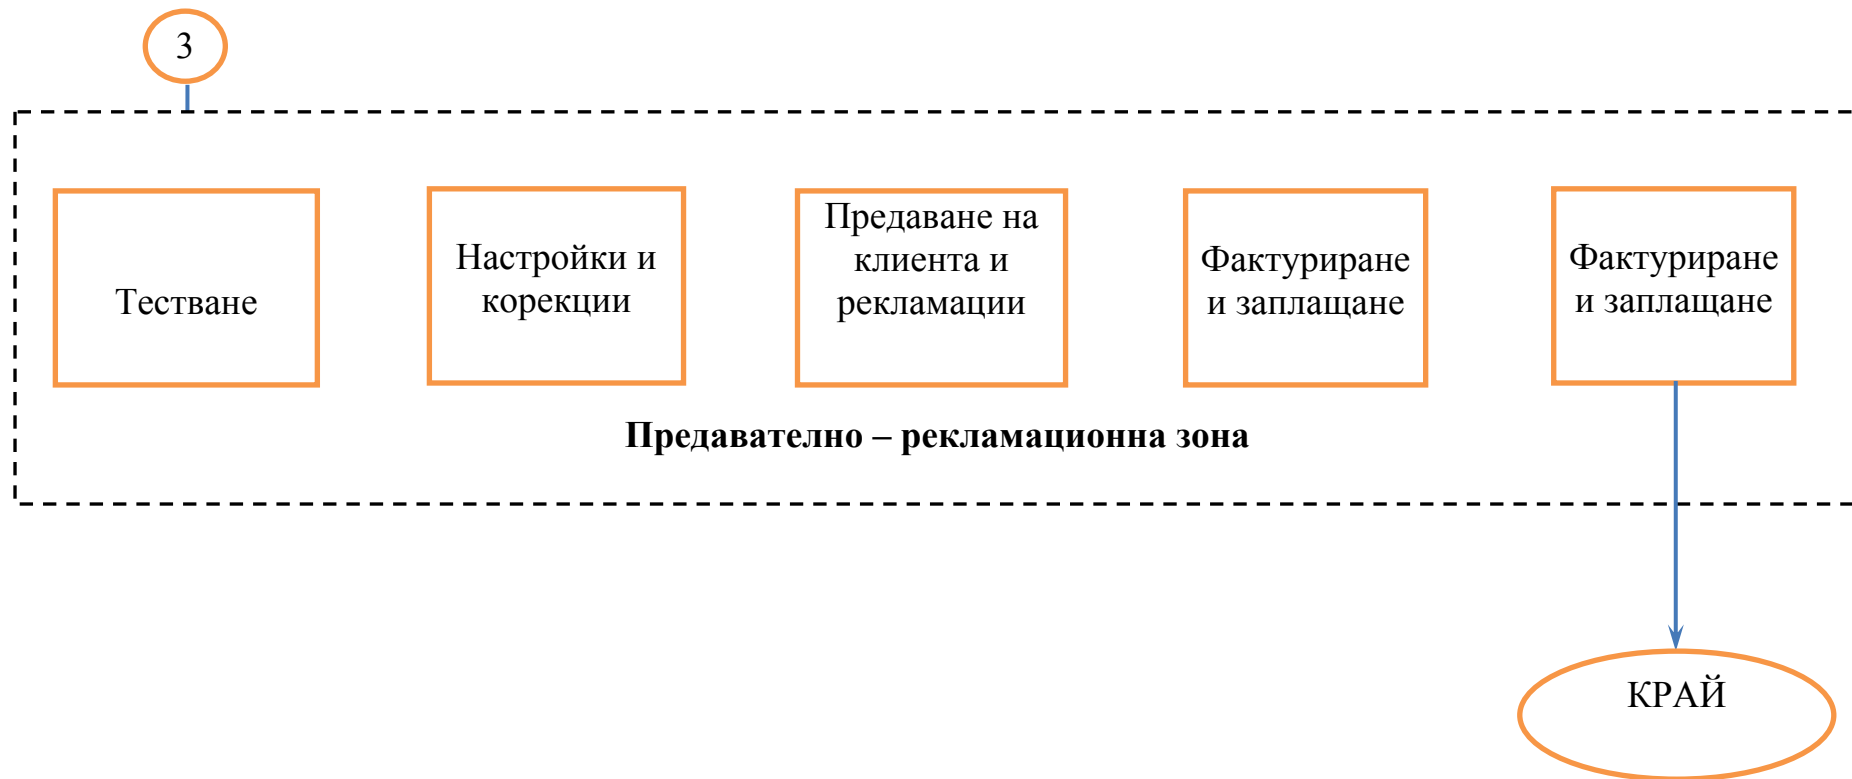 3
Тестване
Настройки и
корекции
Предаване на
клиента и
рекламации
Фактуриране
и заплащане
Фактуриране
и заплащане
Предавателно – рекламационна зона
КРАЙ